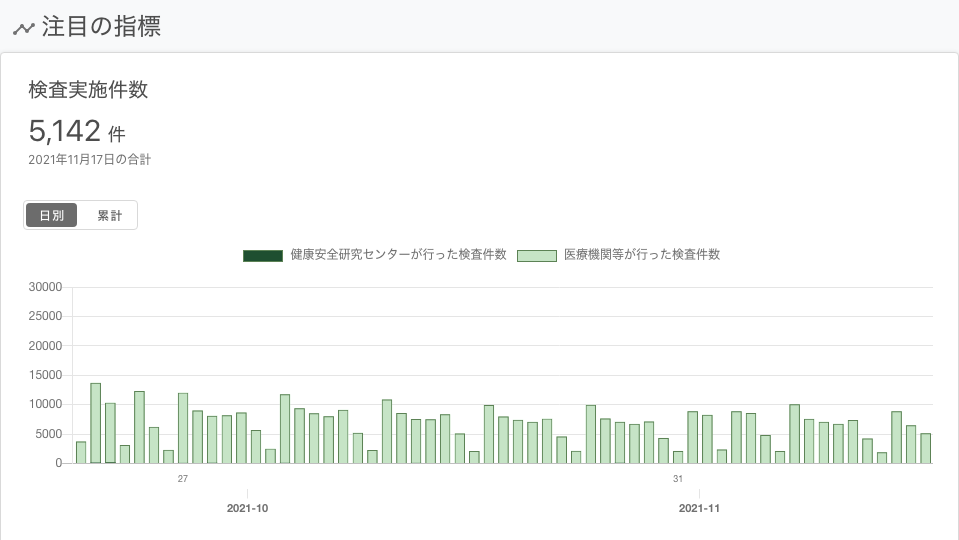 注目の指標
検査実施件数
5,142 件
2021年11月17日の合計
日別 累計
健康安全研究センターが行った検査件数 医療機関等が行った検査件数
30000
25000
20000
15000
10000
5000
0
27 31
2021-10 2021-11